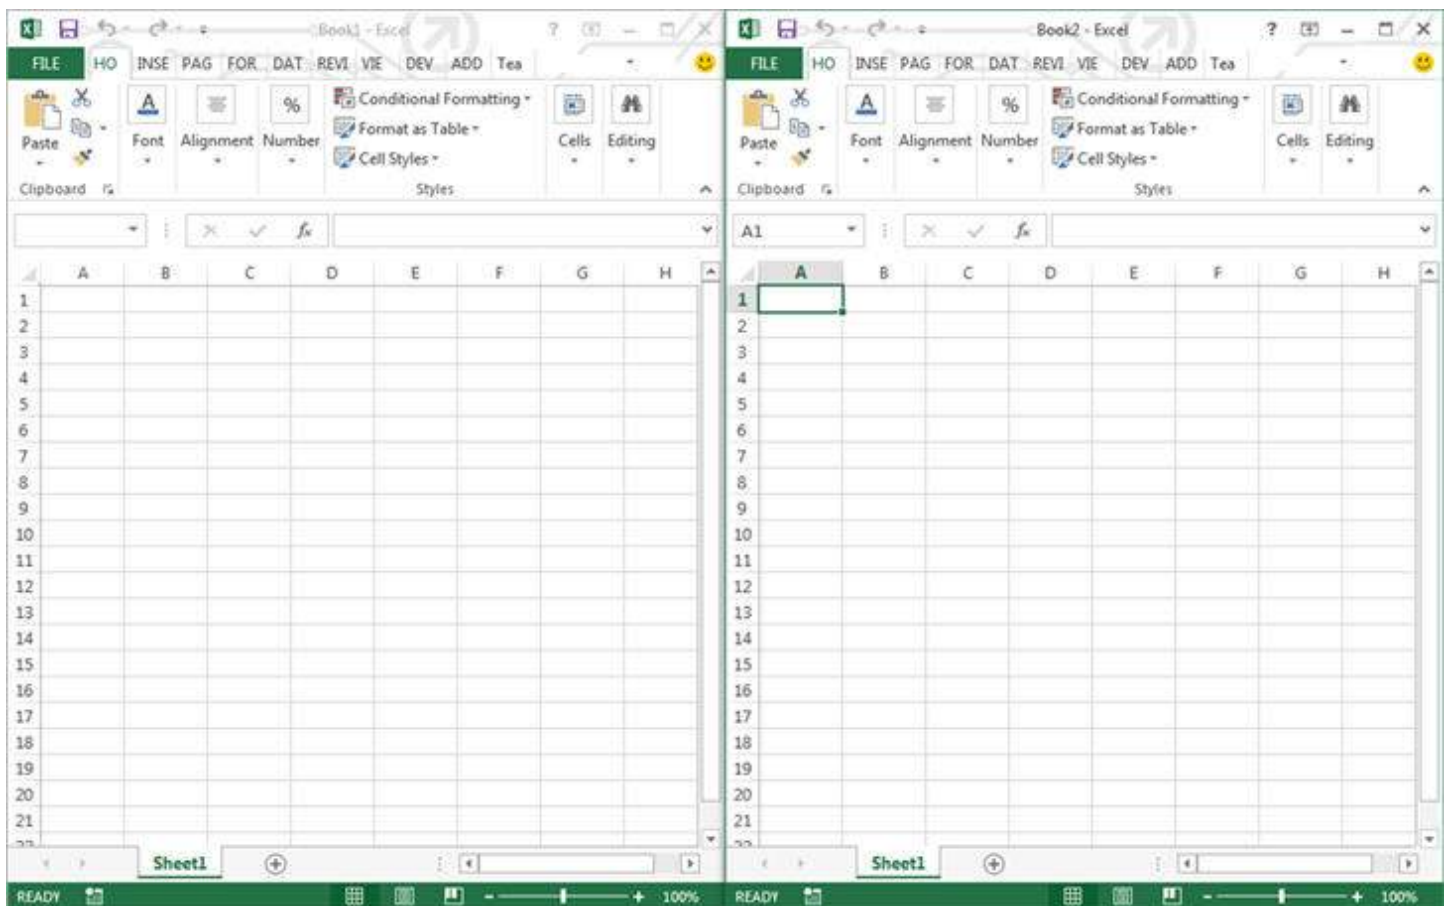 Book1 - Excel ?
FILE HO INSE PAG FOR DAT REVI VIE DEV ADD Tea
Paste
Clipboard
A
Font
Alignment
%
Number
Conditional Formatting
Format as Table
Cell Styles
Styles
Cells
Editing
fx
A B C D E F G H
1
2
3
4
5
6
7
8
9
10
11
12
13
14
15
16
17
18
19
20
21
22
Sheet1
READY 100%
Book2 - Excel ?
FILE HO INSE PAG FOR DAT REVI VIE DEV ADD Tea
Paste
Clipboard
A
Font
Alignment
%
Number
Conditional Formatting
Format as Table
Cell Styles
Styles
Cells
Editing
A1 fx
A B C D E F G H
1
2
3
4
5
6
7
8
9
10
11
12
13
14
15
16
17
18
19
20
21
22
Sheet1
READY 100%